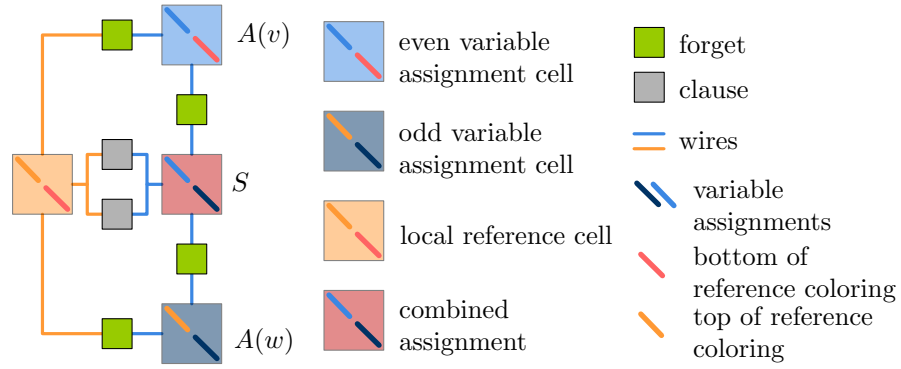 A(v)
S
A(w)
even variable
assignment cell
odd variable
assignment cell
local reference cell
combined
assignment
forget
clause
wires
variable
assignments
bottom of
reference coloring
top of reference
coloring